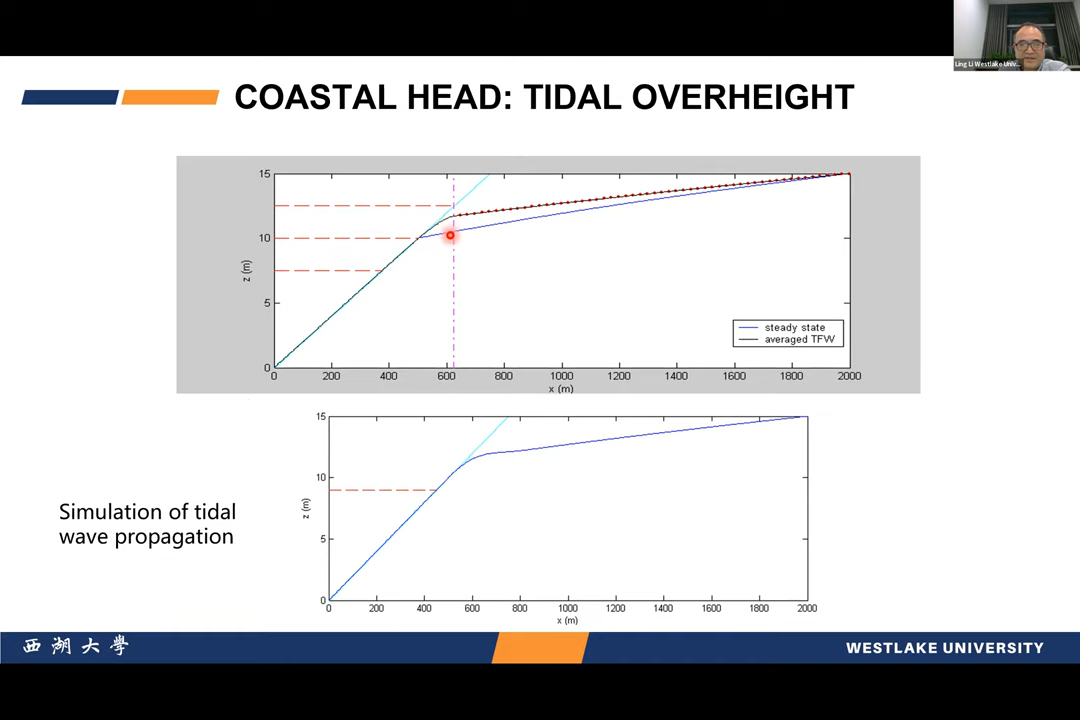 Ling Li Westlake Univ...
COASTAL HEAD: TIDAL OVERHEIGHT
15
10
5
0
z (m)
0 200 400 600 800 1000 1200 1400 1600 1800 2000
x (m)
steady state
averaged TFW
15
10
5
0
z (m)
0 200 400 600 800 1000 1200 1400 1600 1800 2000
x (m)
Simulation of tidal
wave propagation
西湖大學
WESTLAKE UNIVERSITY